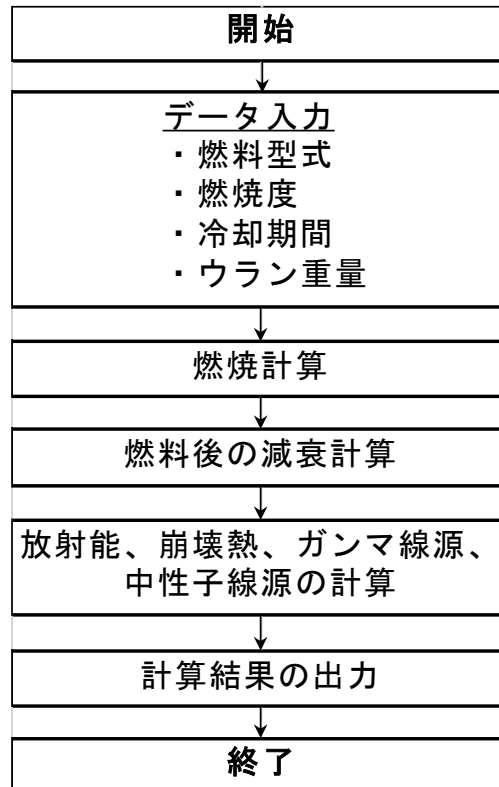 開始
データ入力
・燃料型式
・燃焼度
・冷却期間
・ウラン重量
燃焼計算
燃料後の減衰計算
放射能、崩壊熱、ガンマ線源、
中性子線源の計算
計算結果の出力
終了